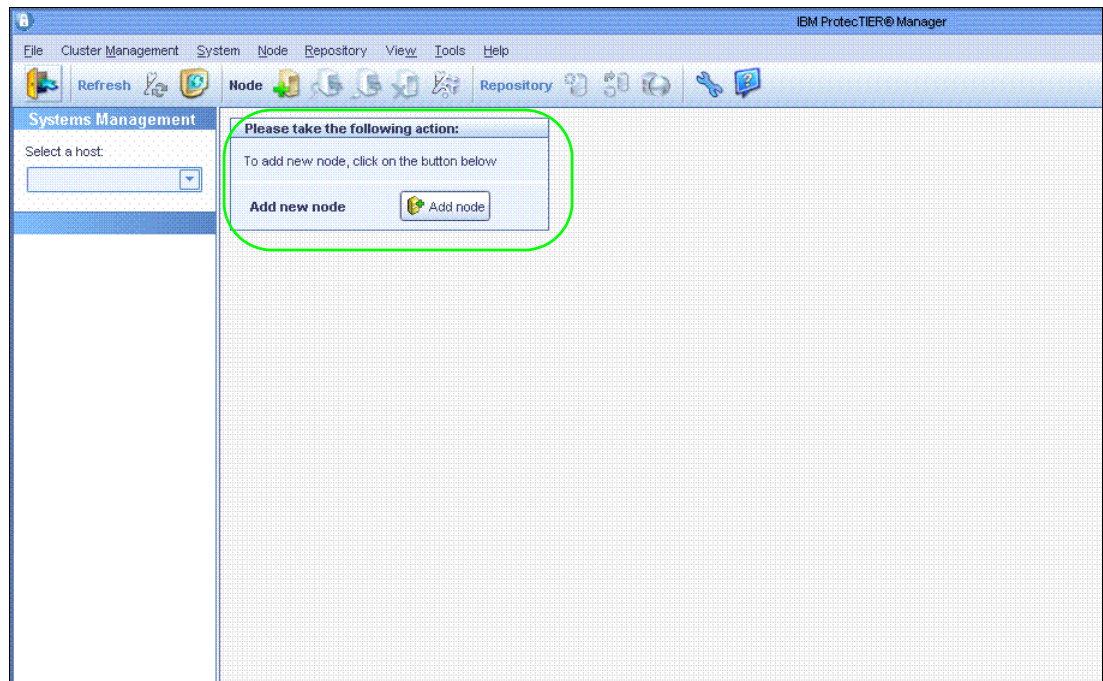 IBM ProtecTIER® Manager
File Cluster Management System Node Repository View Tools Help
Refresh Node Repository
Systems Management
Select a host:
Please take the following action:
To add new node, click on the button below
Add new node Add node